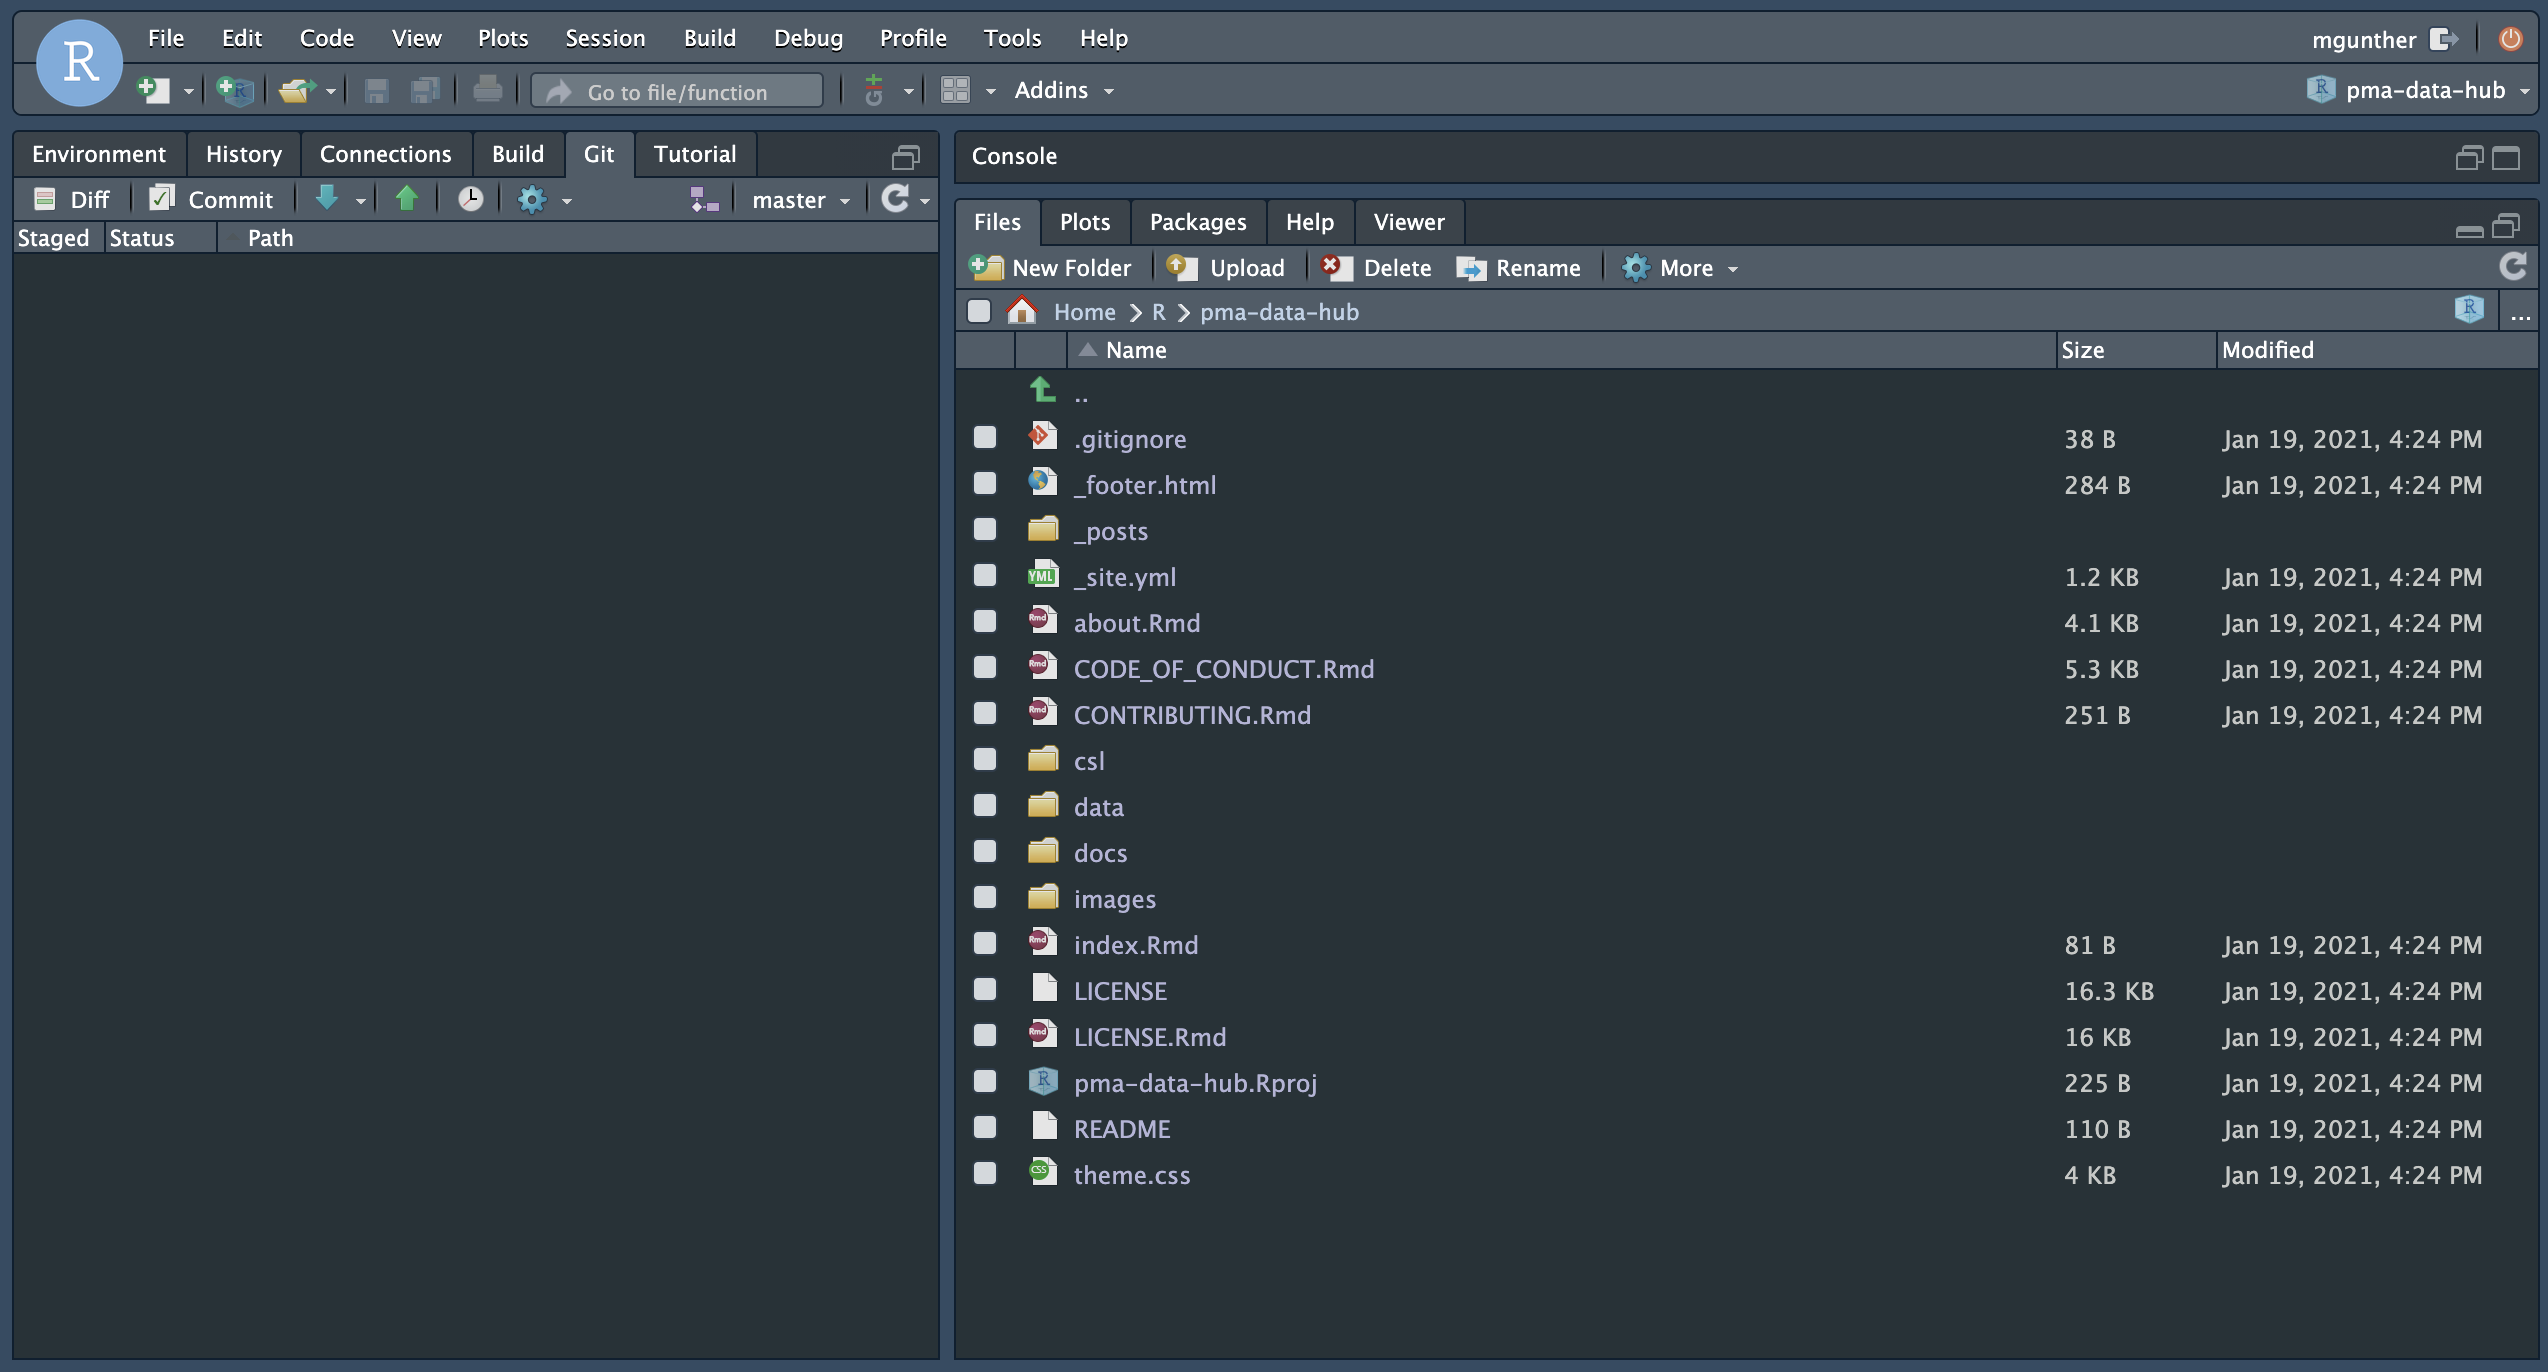 R
File Edit Code View Plots Session Build Debug Profile Tools Help
mgunther
Go to file/function
Addins
pma-data-hub
Environment History Connections Build Git Tutorial
Diff Commit master
Staged Status Path
Console
Files Plots Packages Help Viewer
New Folder Upload Delete Rename More
Home R pma-data-hub ...
Name Size Modified
..
.gitignore 38 B Jan 19, 2021, 4:24 PM
_footer.html 284 B Jan 19, 2021, 4:24 PM
_posts
YML _site.yml 1.2 KB Jan 19, 2021, 4:24 PM
Rmd about.Rmd 4.1 KB Jan 19, 2021, 4:24 PM
Rmd CODE_OF_CONDUCT.Rmd 5.3 KB Jan 19, 2021, 4:24 PM
Rmd CONTRIBUTING.Rmd 251 B Jan 19, 2021, 4:24 PM
csl
data
docs
images
Rmd index.Rmd 81 B Jan 19, 2021, 4:24 PM
LICENSE 16.3 KB Jan 19, 2021, 4:24 PM
Rmd LICENSE.Rmd 16 KB Jan 19, 2021, 4:24 PM
R pma-data-hub.Rproj 225 B Jan 19, 2021, 4:24 PM
README 110 B Jan 19, 2021, 4:24 PM
CSS theme.css 4 KB Jan 19, 2021, 4:24 PM